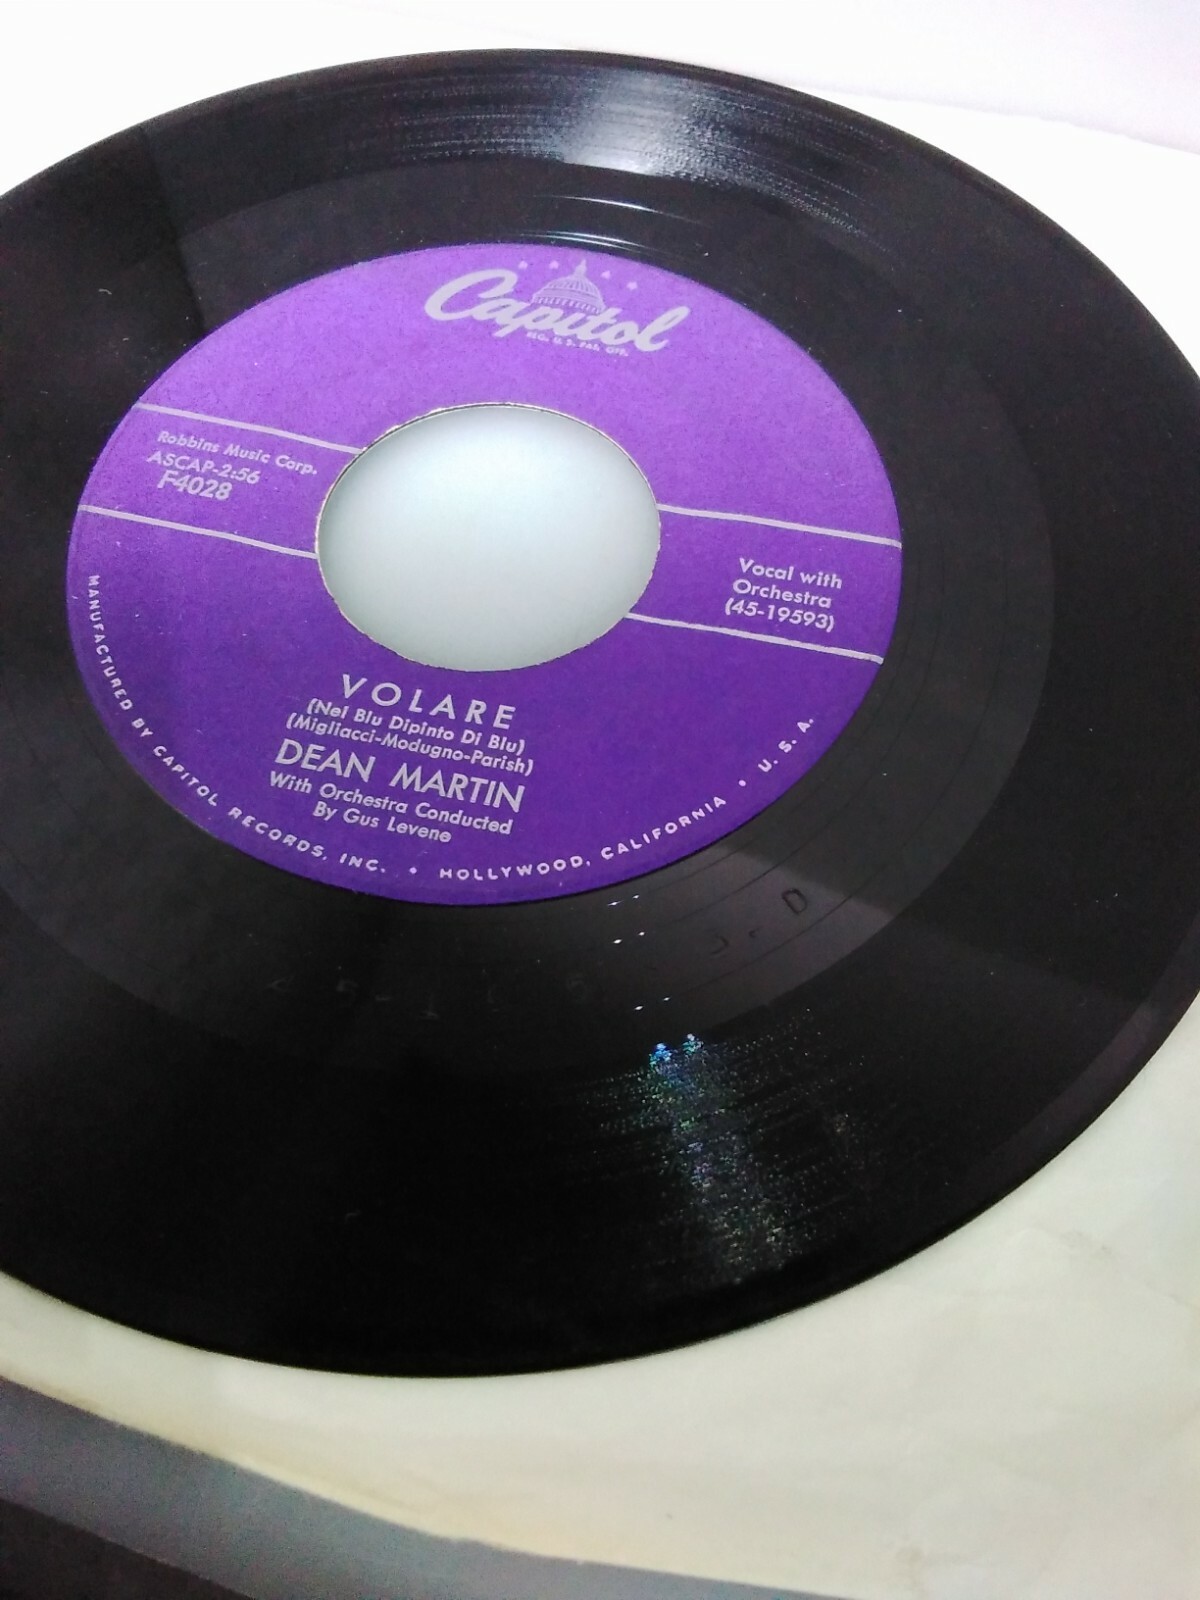 Capitol
REG. U. S. PAT. OFF.
Robbins Music Corp.
ASCAP-2:56
F4028
Vocal with
Orchestra
(45-19593)
VOLARE
(Nel Blu Dipinto Di Blu)
(Migliacci-Modugno-Parish)
DEAN MARTIN
With Orchestra Conducted
By Gus Levene
MANUFACTURED BY CAPITOL RECORDS, INC. • HOLLYWOOD, CALIFORNIA • U. S. A.